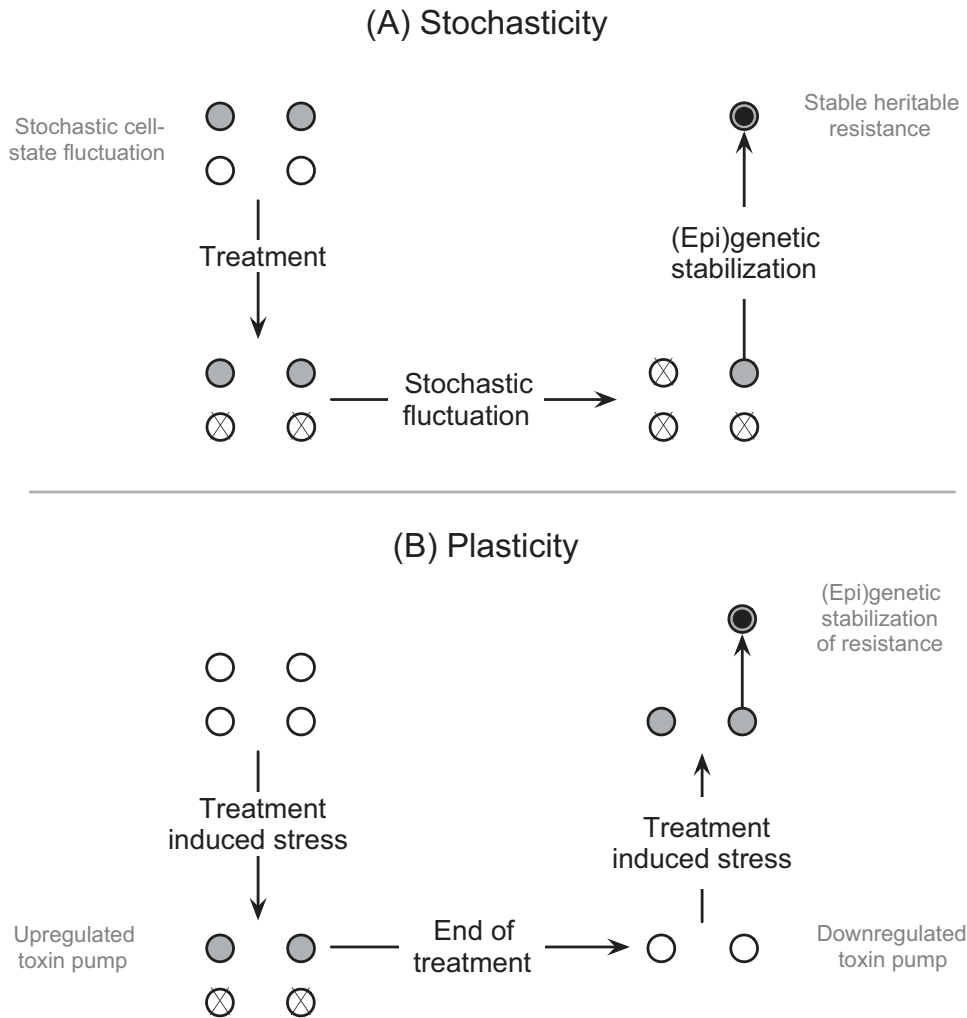 (A) Stochasticity
Stochastic cell-
state fluctuation
Stable heritable
resistance
Treatment
(Epi)genetic
stabilization
Stochastic
fluctuation
(B) Plasticity
(Epi)genetic
stabilization
of resistance
Treatment
induced stress
Treatment
induced stress
Upregulated
toxin pump
End of
treatment
Downregulated
toxin pump